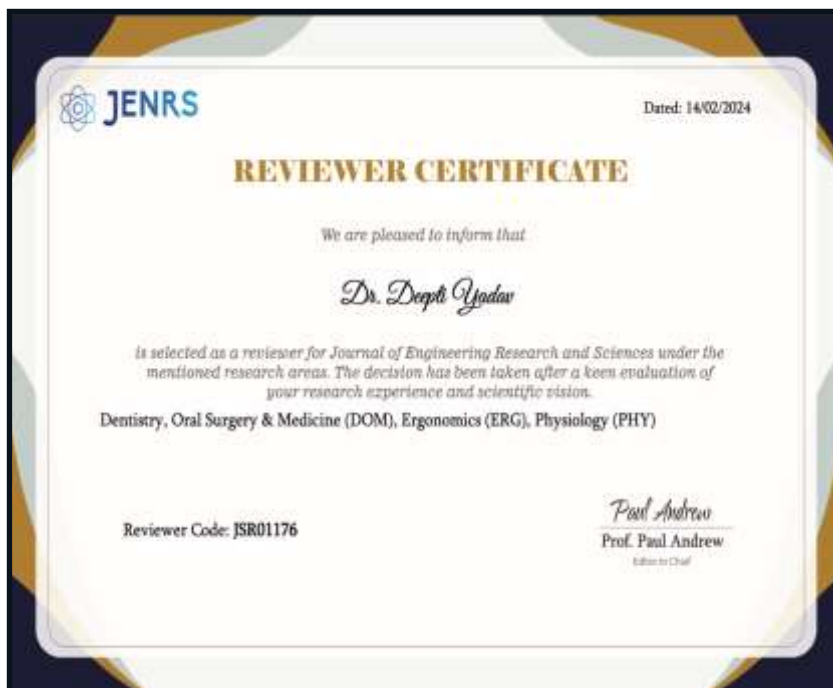 JENRS
Dated: 14/02/2024
REVIEWER CERTIFICATE
We are pleased to inform that
Dr. Deepti Yadav
is selected as a reviewer for Journal of Engineering Research and Sciences under the
mentioned research areas. The decision has been taken after a keen evaluation of
your research experience and scientific vision.
Dentistry, Oral Surgery & Medicine (DOM), Ergonomics (ERG), Physiology (PHY)
Paul Andrew
Reviewer Code: JSR01176
Prof. Paul Andrew
Editor in Chief